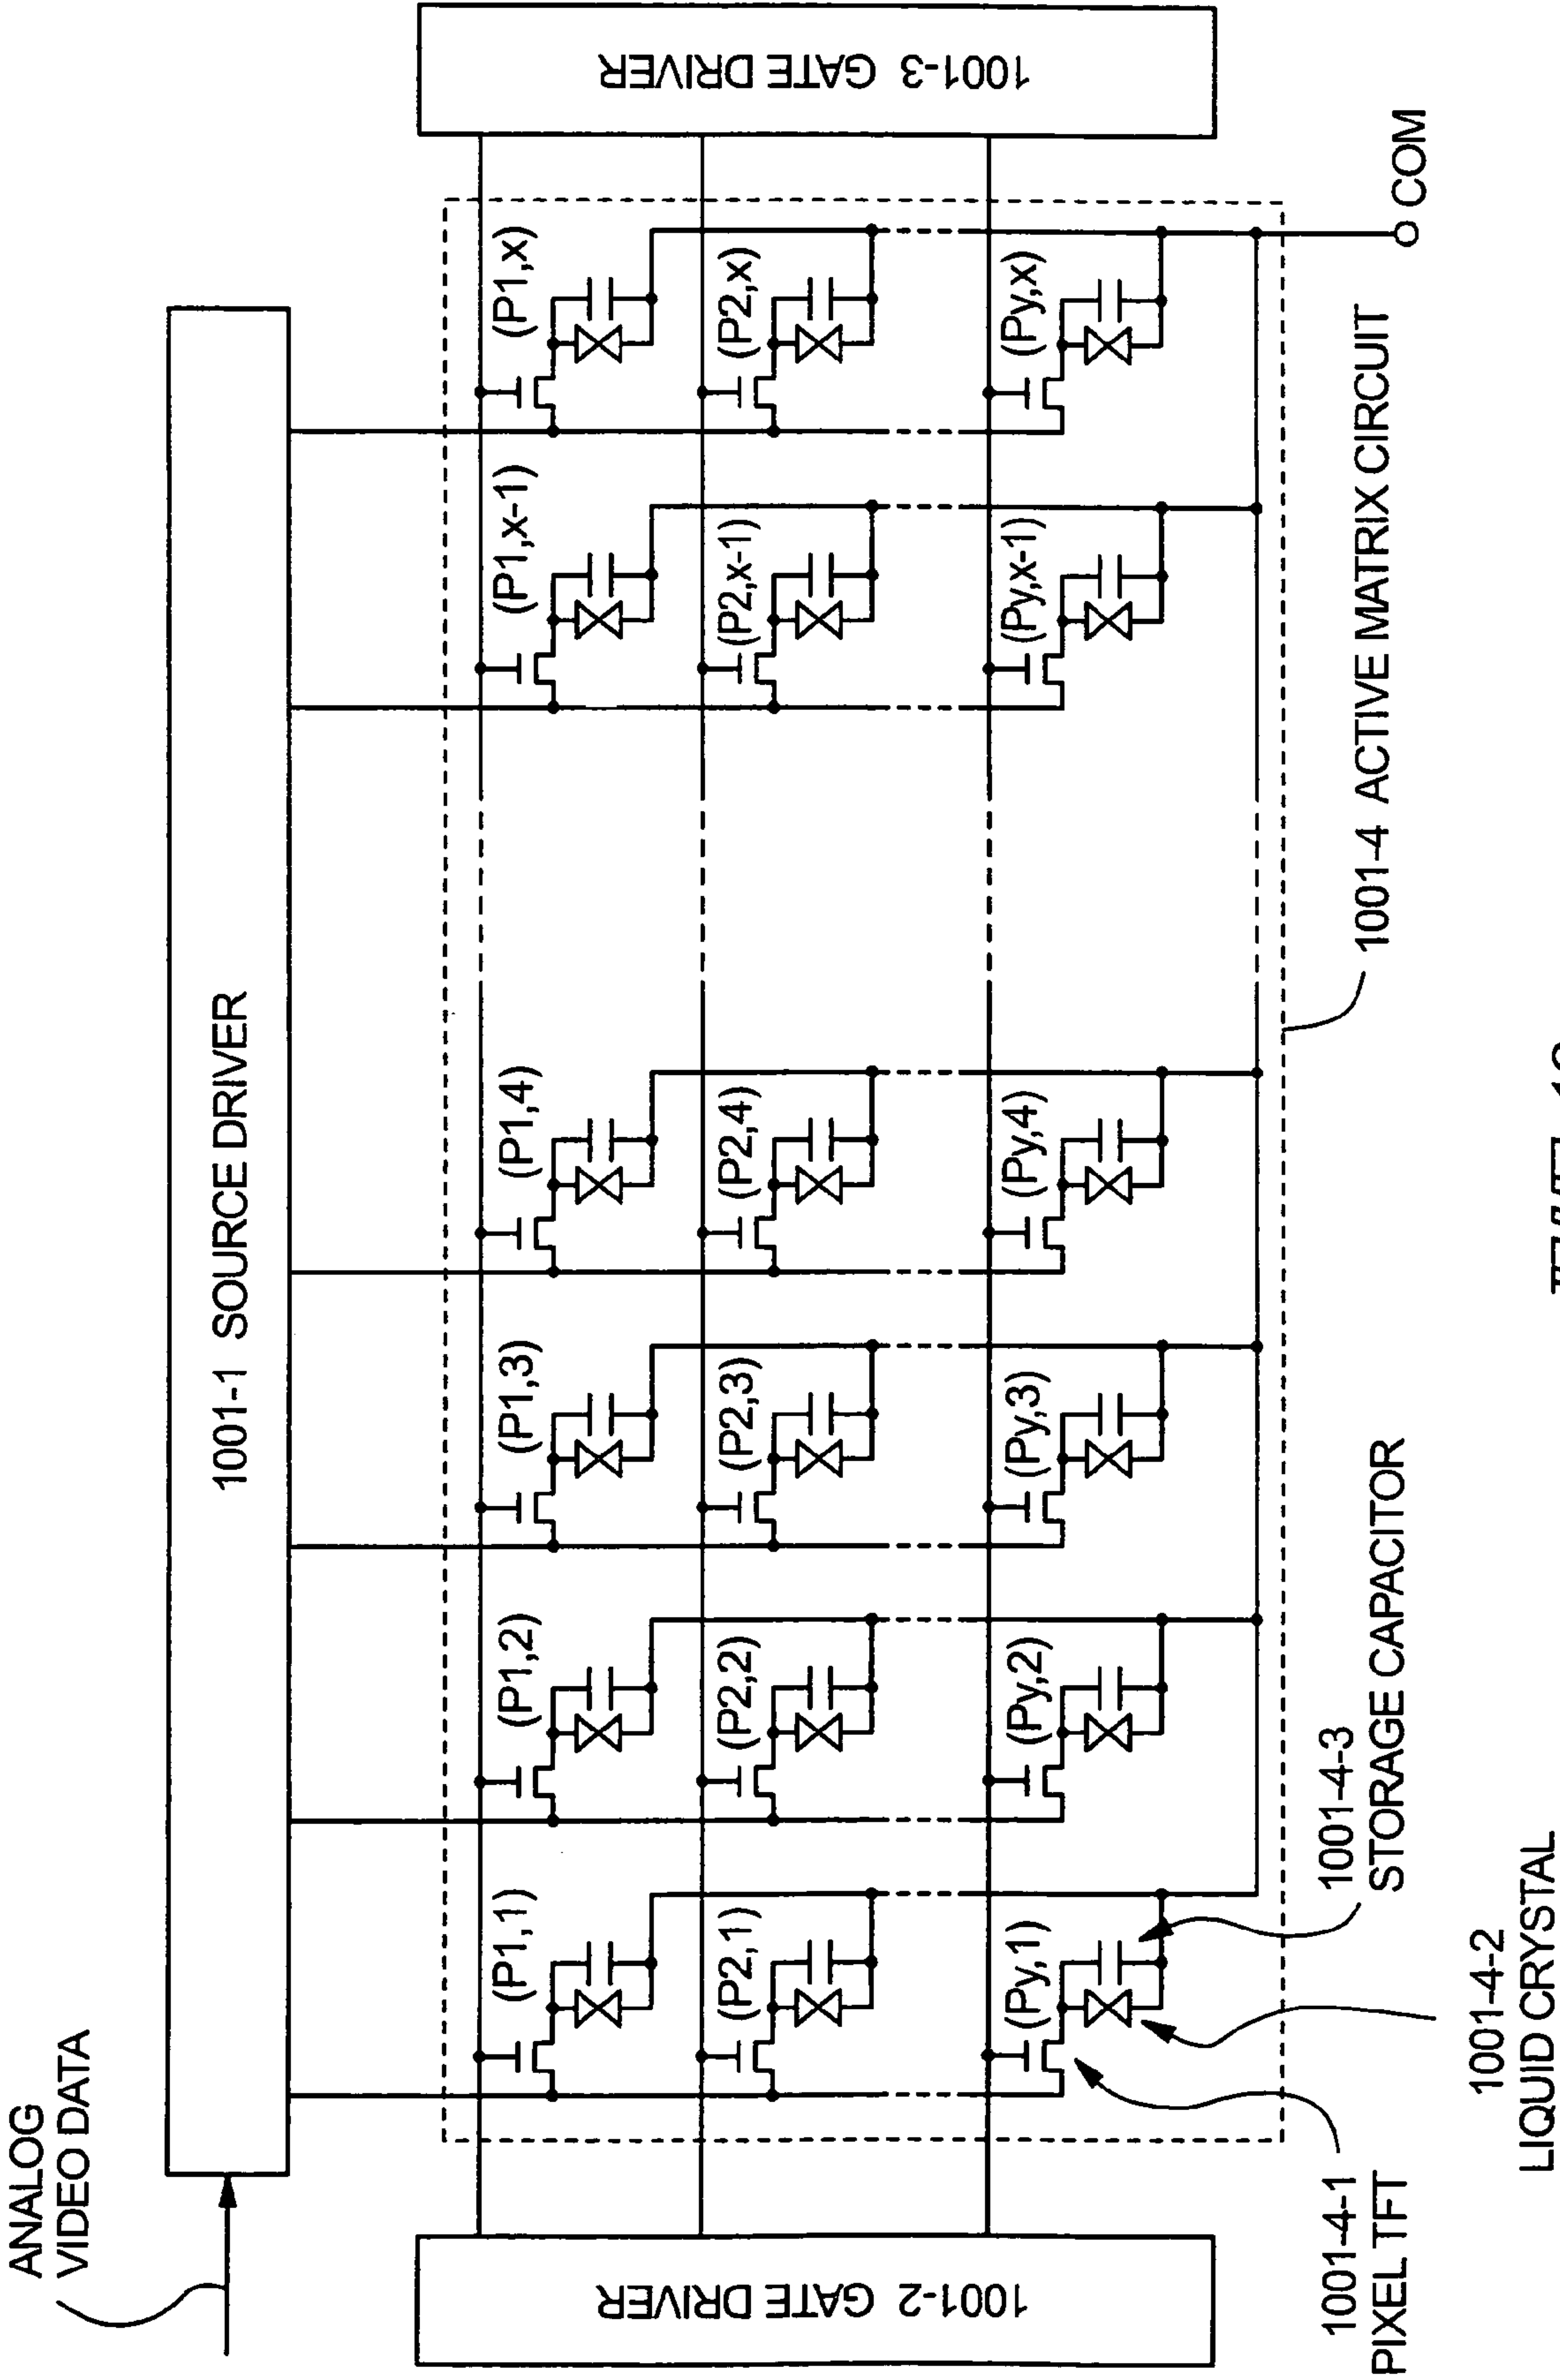 ANALOG
VIDEO DATA
1001-1 SOURCE DRIVER
1001-2 GATE DRIVER
1001-3 GATE DRIVER
(P1,1)
(P1,2)
(P1,3)
(P1,4)
(P1,x-1)
(P1,x)
(P2,1)
(P2,2)
(P2,3)
(P2,4)
(P2,x-1)
(P2,x)
(Py,1)
(Py,2)
(Py,3)
(Py,4)
(Py,x-1)
(Py,x)
COM
1001-4-1
PIXEL TFT
1001-4-2
LIQUID CRYSTAL
1001-4-3
STORAGE CAPACITOR
1001-4 ACTIVE MATRIX CIRCUIT